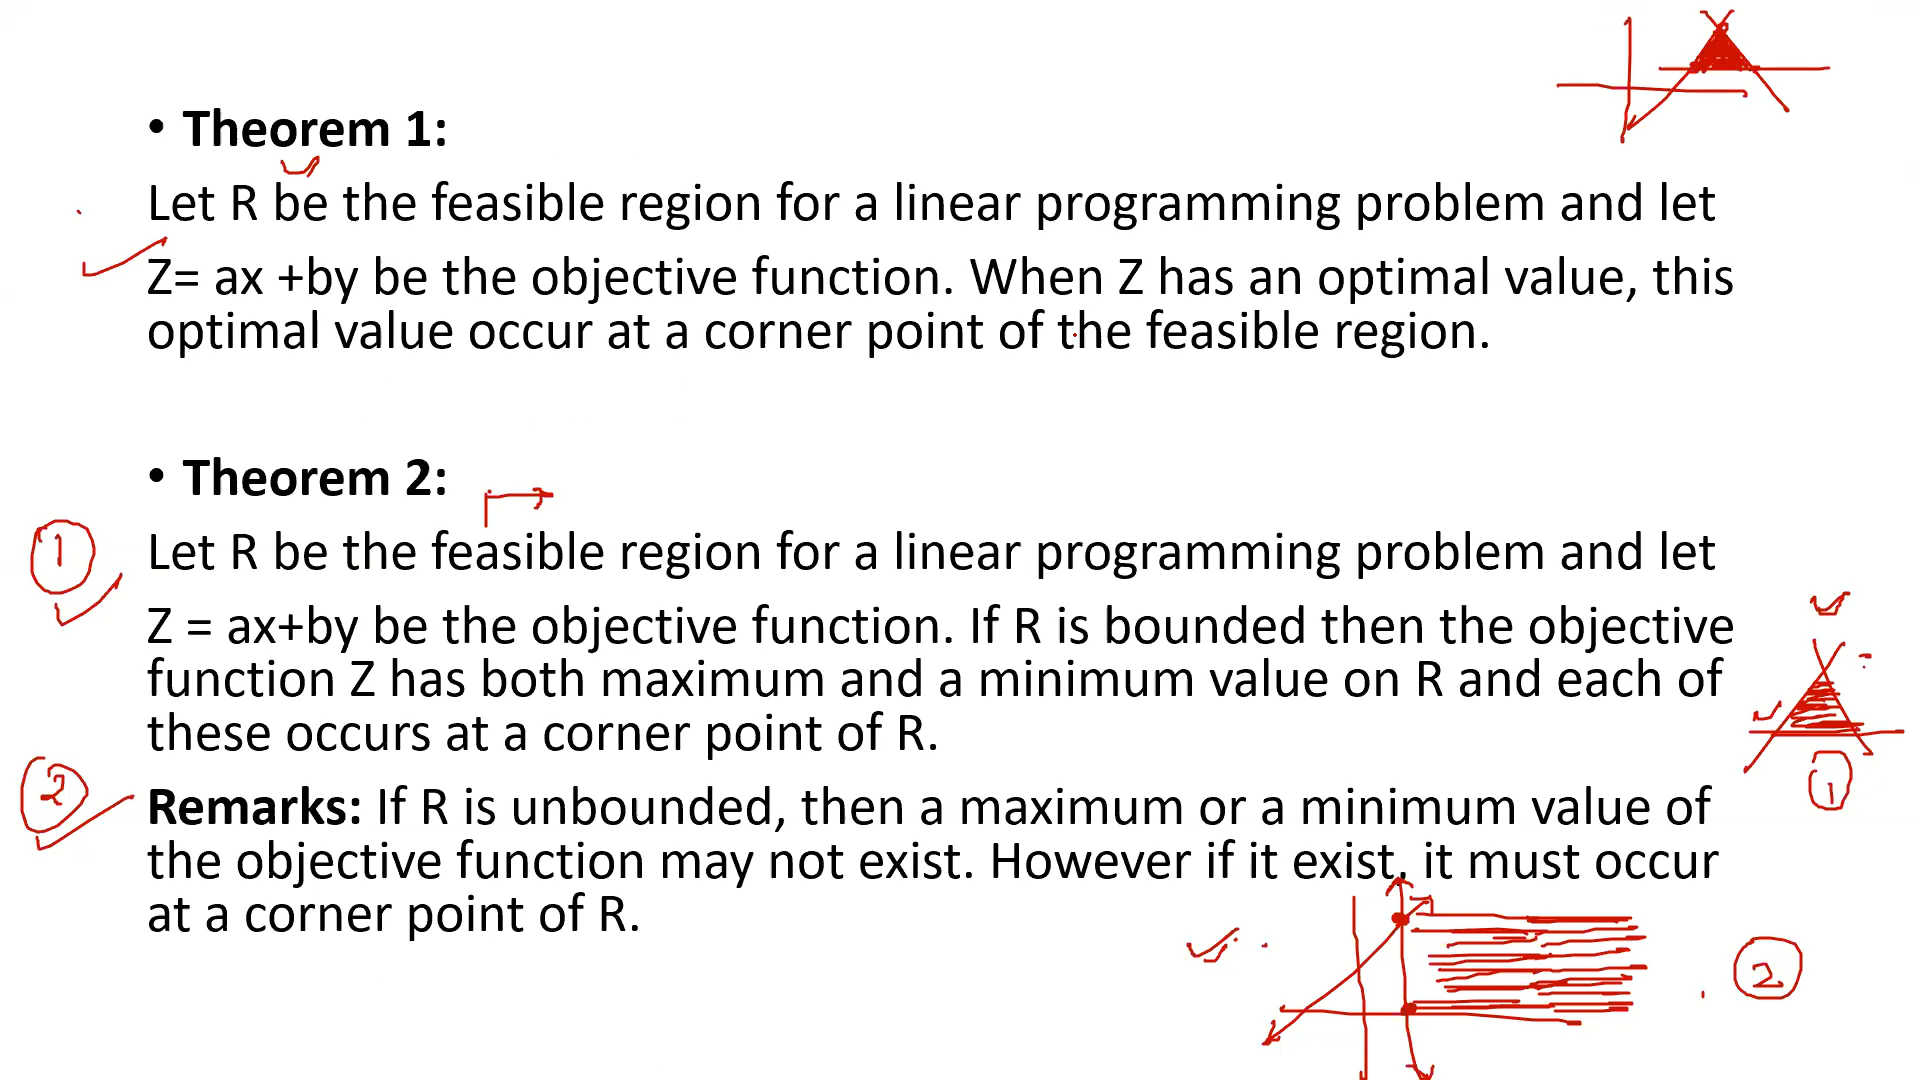 • Theorem 1:
Let R be the feasible region for a linear programming problem and let
Z= ax +by be the objective function. When Z has an optimal value, this
optimal value occur at a corner point of the feasible region.
• Theorem 2:
1
Let R be the feasible region for a linear programming problem and let
Z = ax+by be the objective function. If R is bounded then the objective
function Z has both maximum and a minimum value on R and each of
these occurs at a corner point of R.
1
2
Remarks: If R is unbounded, then a maximum or a minimum value of
the objective function may not exist. However if it exist, it must occur
at a corner point of R.
2